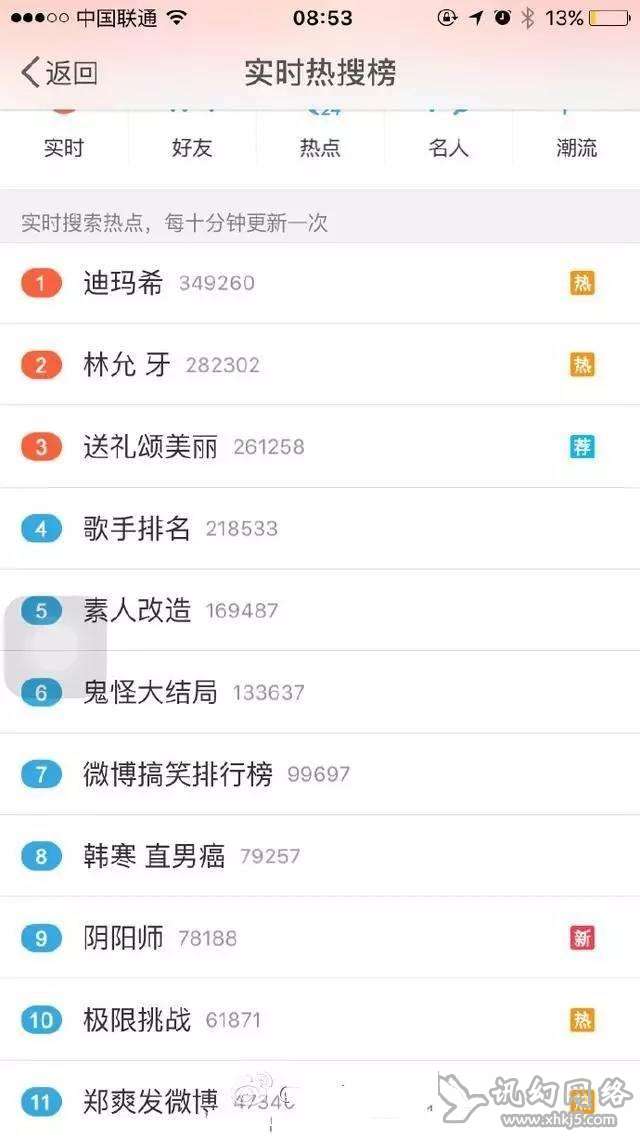 中国联通 08:53 13%
返回 实时热搜榜
24
实时 好友 热点 名人 潮流
实时搜索热点，每十分钟更新一次
1 迪玛希 349260 热
2 林允 牙 282302 热
3 送礼颂美丽 261258 荐
4 歌手排名 218533
5 素人改造 169487
6 鬼怪大结局 133637
7 微博搞笑排行榜 99697
8 韩寒 直男癌 79257
9 阴阳师 78188 新
10 极限挑战 61871 热
11 郑爽发微博 热
讯幻网络
www.xhkj5.com